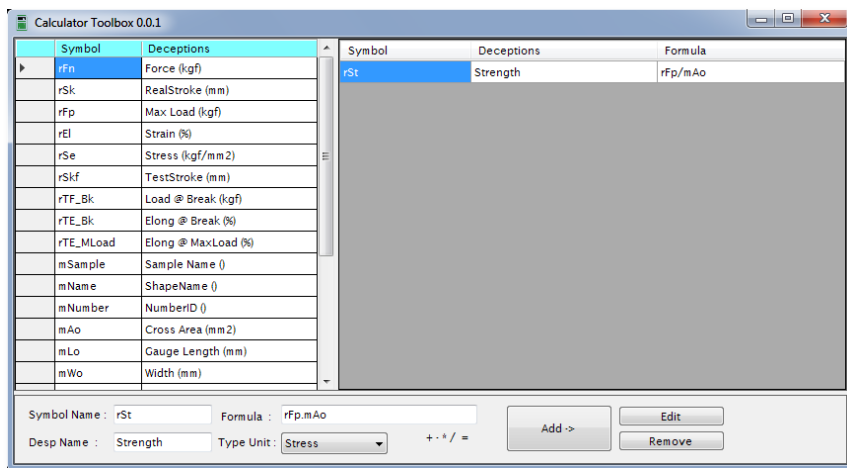 Calculator Toolbox 0.0.1
Symbol Deceptions
rFn Force (kgf)
rSk RealStroke (mm)
rFp Max Load (kgf)
rEl Strain (%)
rSe Stress (kgf/mm2)
rSkf TestStroke (mm)
rTF_Bk Load @ Break (kgf)
rTE_Bk Elong @ Break (%)
rTE_MLoad Elong @ MaxLoad (%)
mSample Sample Name ()
mName ShapeName ()
mNumber NumberID ()
mAo Cross Area (mm2)
mLo Gauge Length (mm)
mWo Width (mm)
Symbol Deceptions Formula
rSt Strength rFp/mAo
Symbol Name : rSt Formula : rFp.mAo
Desp Name : Strength Type Unit : Stress
+ - * / =
Add ->
Edit
Remove